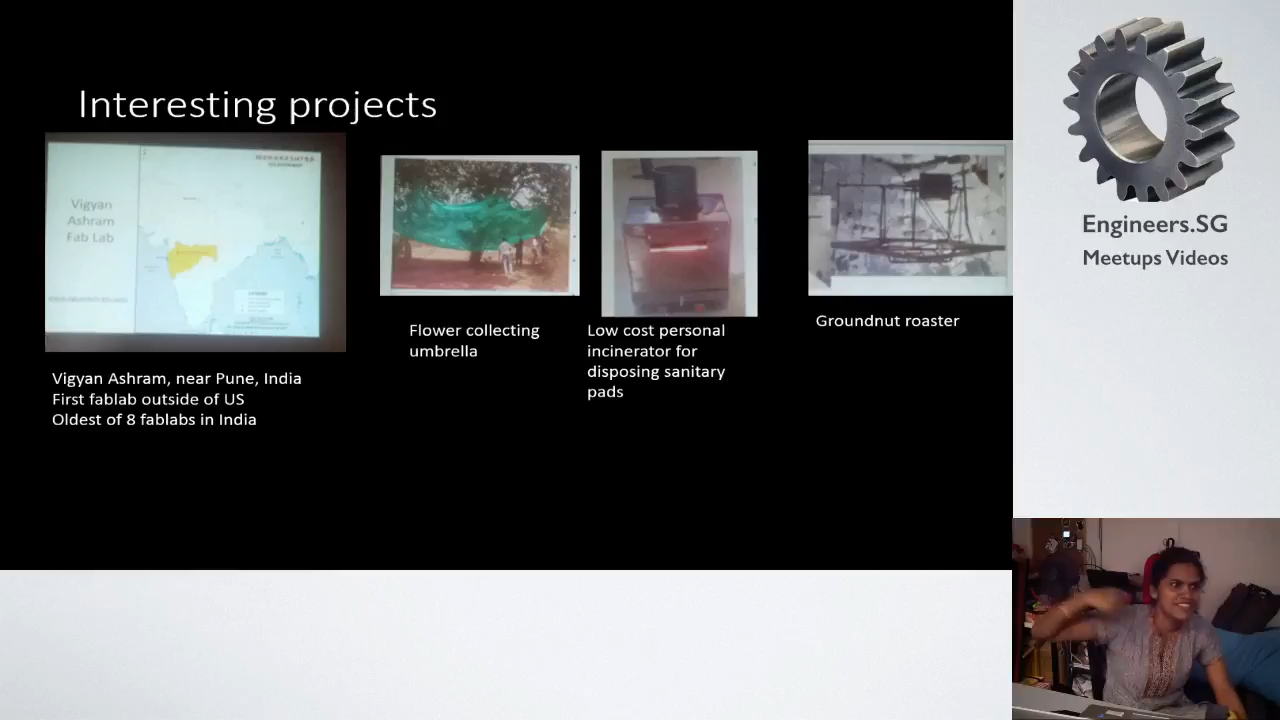 Interesting projects
Vigyan
Ashram
Fab Lab
Vigyan Ashram, near Pune, India
First fablab outside of US
Oldest of 8 fablabs in India
Flower collecting
umbrella
Low cost personal
incinerator for
disposing sanitary
pads
Groundnut roaster
Engineers.SG
Meetups Videos